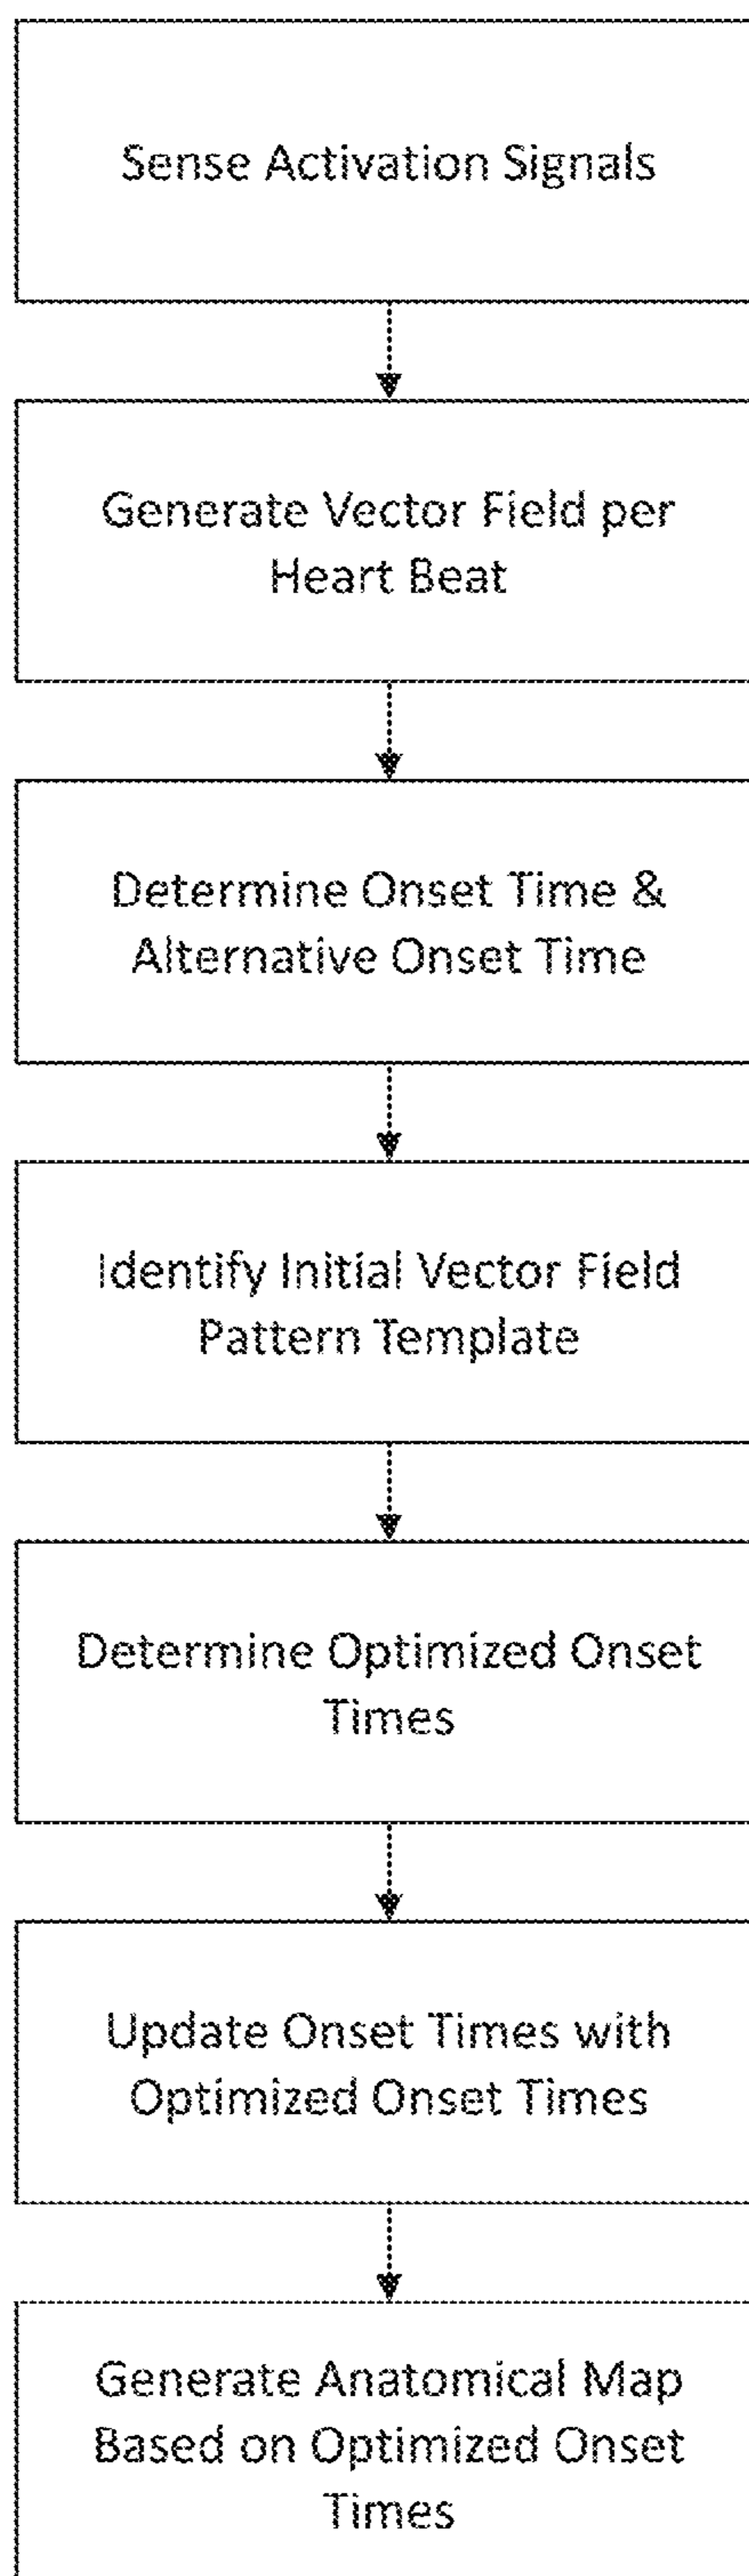 Sense Activation Signals
Generate Vector Field per
Heart Beat
Determine Onset Time &
Alternative Onset Time
Identify Initial Vector Field
Pattern Template
Determine Optimized Onset
Times
Update Onset Times with
Optimized Onset Times
Generate Anatomical Map
Based on Optimized Onset
Times